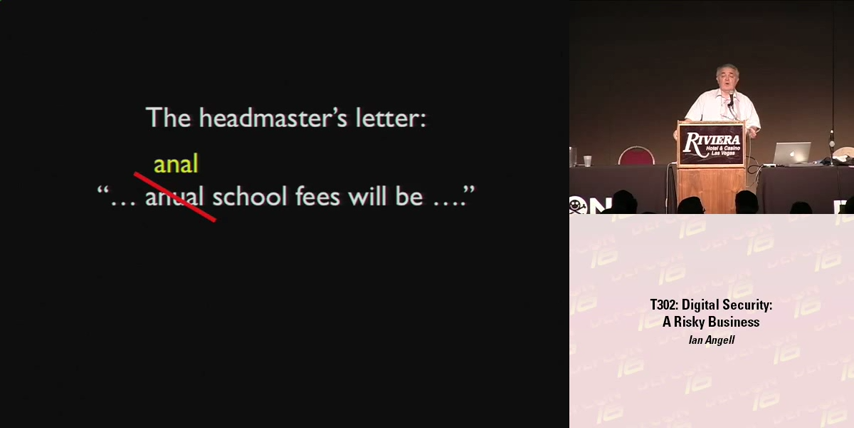 The headmaster’s letter:
anal
“… anual school fees will be ….”
RIVIERA
Hotel & Casino
Las Vegas
T302: Digital Security:
A Risky Business
Ian Angell